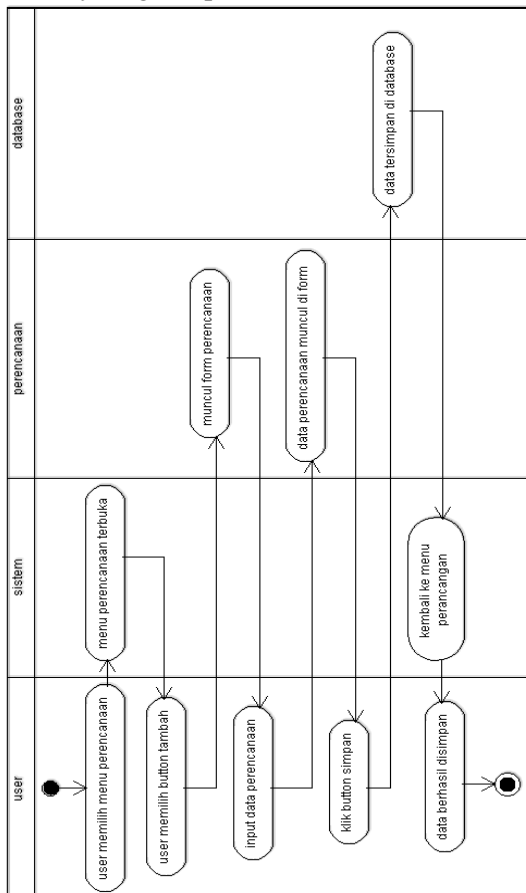 user
sistem
perencanaan
database
user memilih menu perencanaan
menu perencanaan terbuka
user memilih button tambah
muncul form perencanaan
input data perencanaan
data perencanaan muncul di form
klik button simpan
data tersimpan di database
kembali ke menu
perancangan
data berhasil disimpan